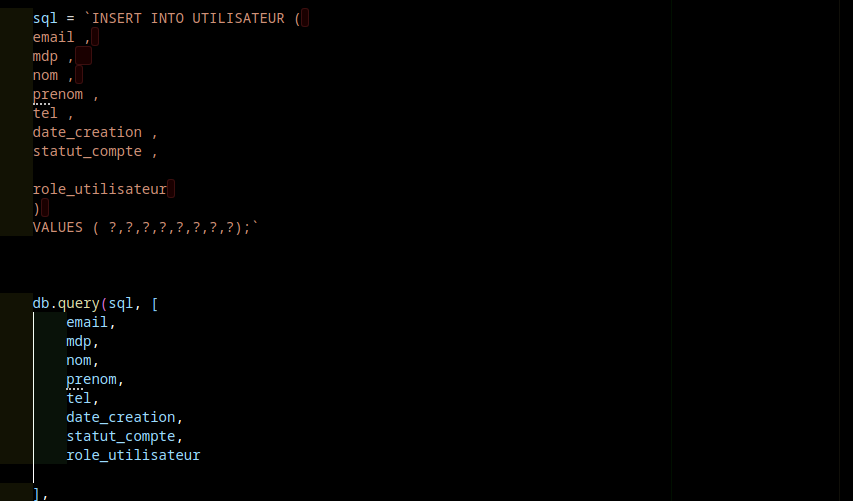 sql = `INSERT INTO UTILISATEUR (
email ,
mdp ,
nom ,
prenom ,
tel ,
date_creation ,
statut_compte ,
role_utilisateur
)
VALUES ( ?,?,?,?,?,?,?,?);`
db.query(sql, [
email,
mdp,
nom,
prenom,
tel,
date_creation,
statut_compte,
role_utilisateur
],